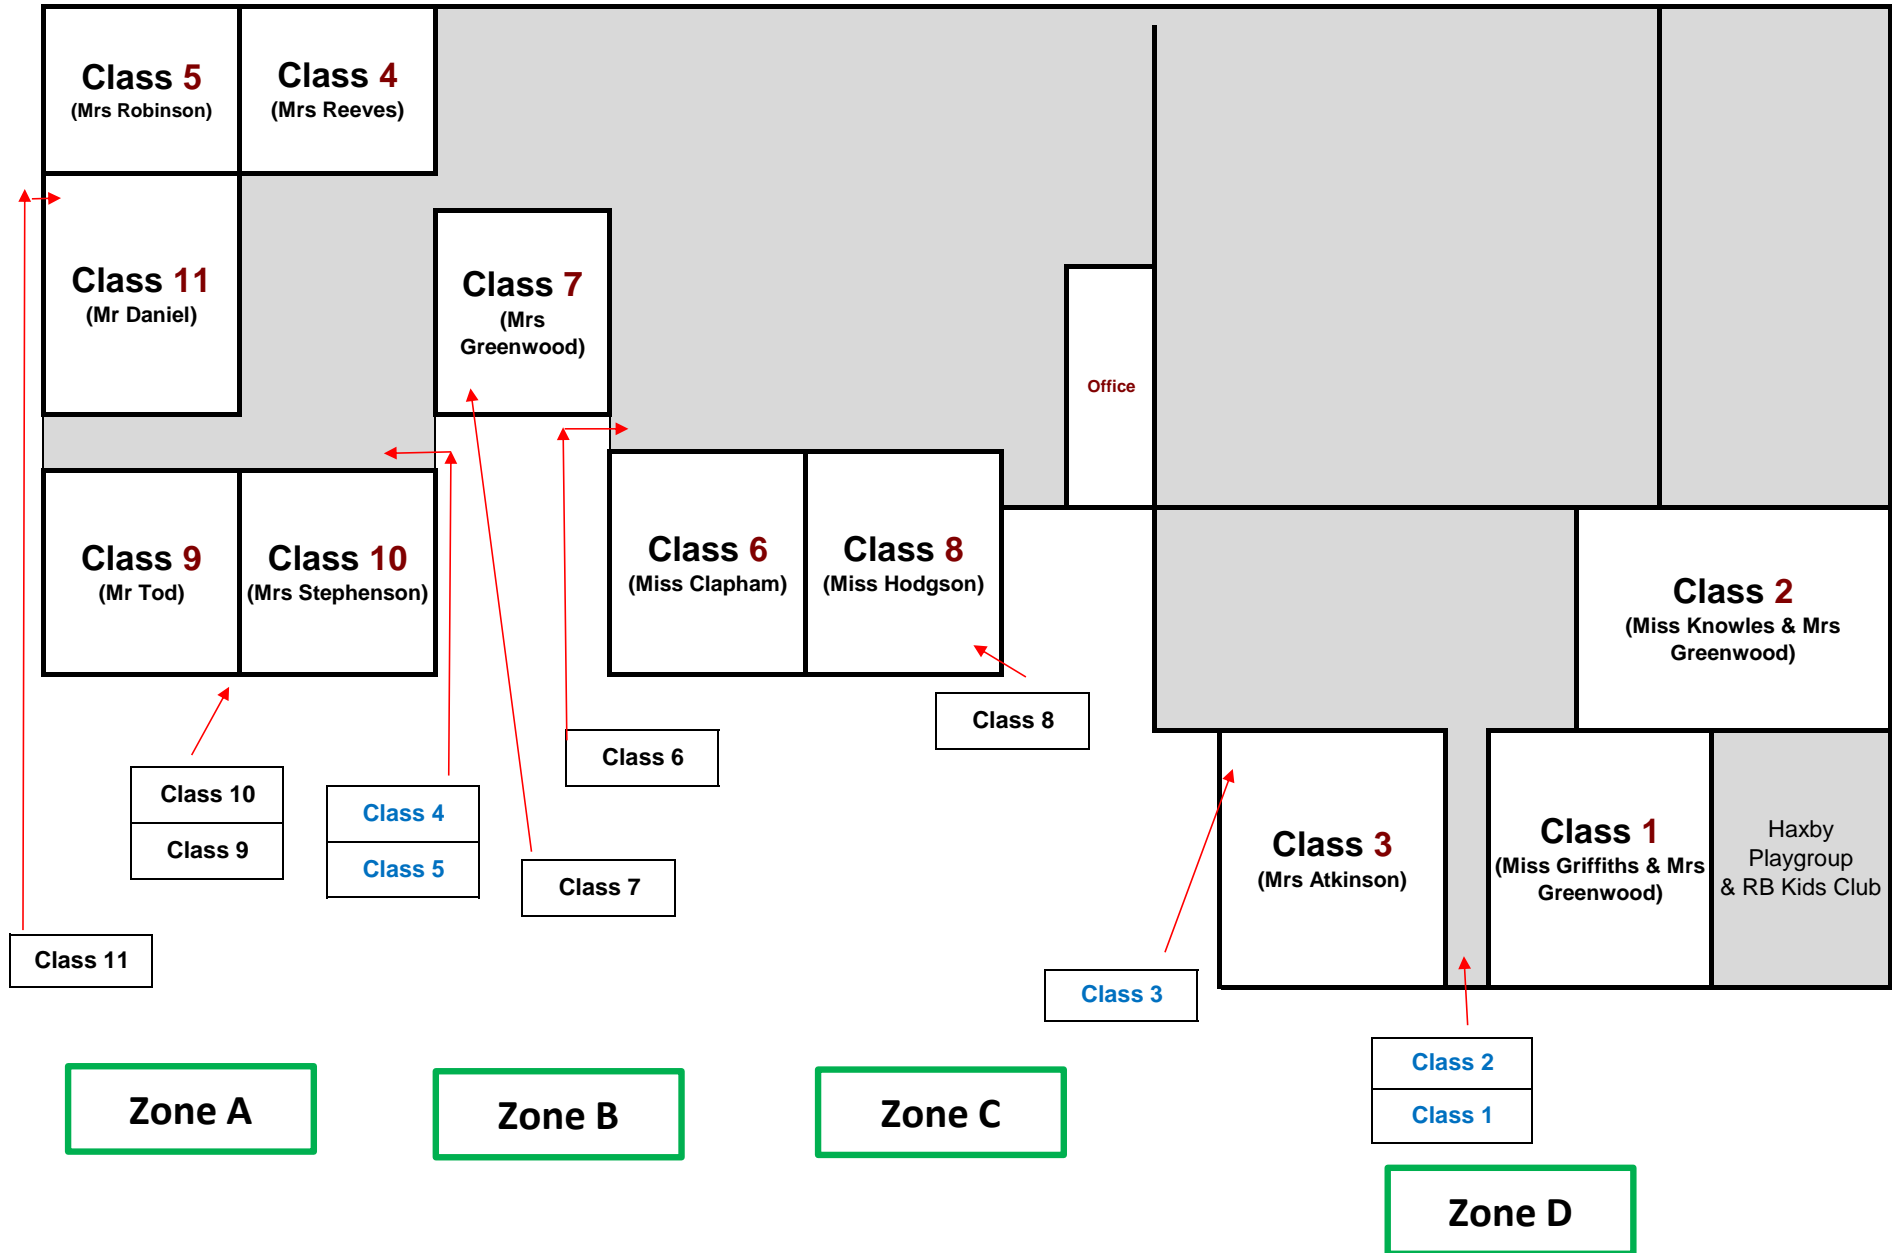 Class 5
(Mrs Robinson)
Class 4
(Mrs Reeves)
Class 11
(Mr Daniel)
Class 7
(Mrs
Greenwood)
Office
Class 9
(Mr Tod)
Class 10
(Mrs Stephenson)
Class 6
(Miss Clapham)
Class 8
(Miss Hodgson)
Class 2
(Miss Knowles & Mrs
Greenwood)
Class 8
Class 6
Class 10
Class 9
Class 4
Class 5
Class 7
Class 3
(Mrs Atkinson)
Class 1
(Miss Griffiths & Mrs
Greenwood)
Haxby
Playgroup
& RB Kids Club
Class 11
Class 3
Class 2
Class 1
Zone A
Zone B
Zone C
Zone D